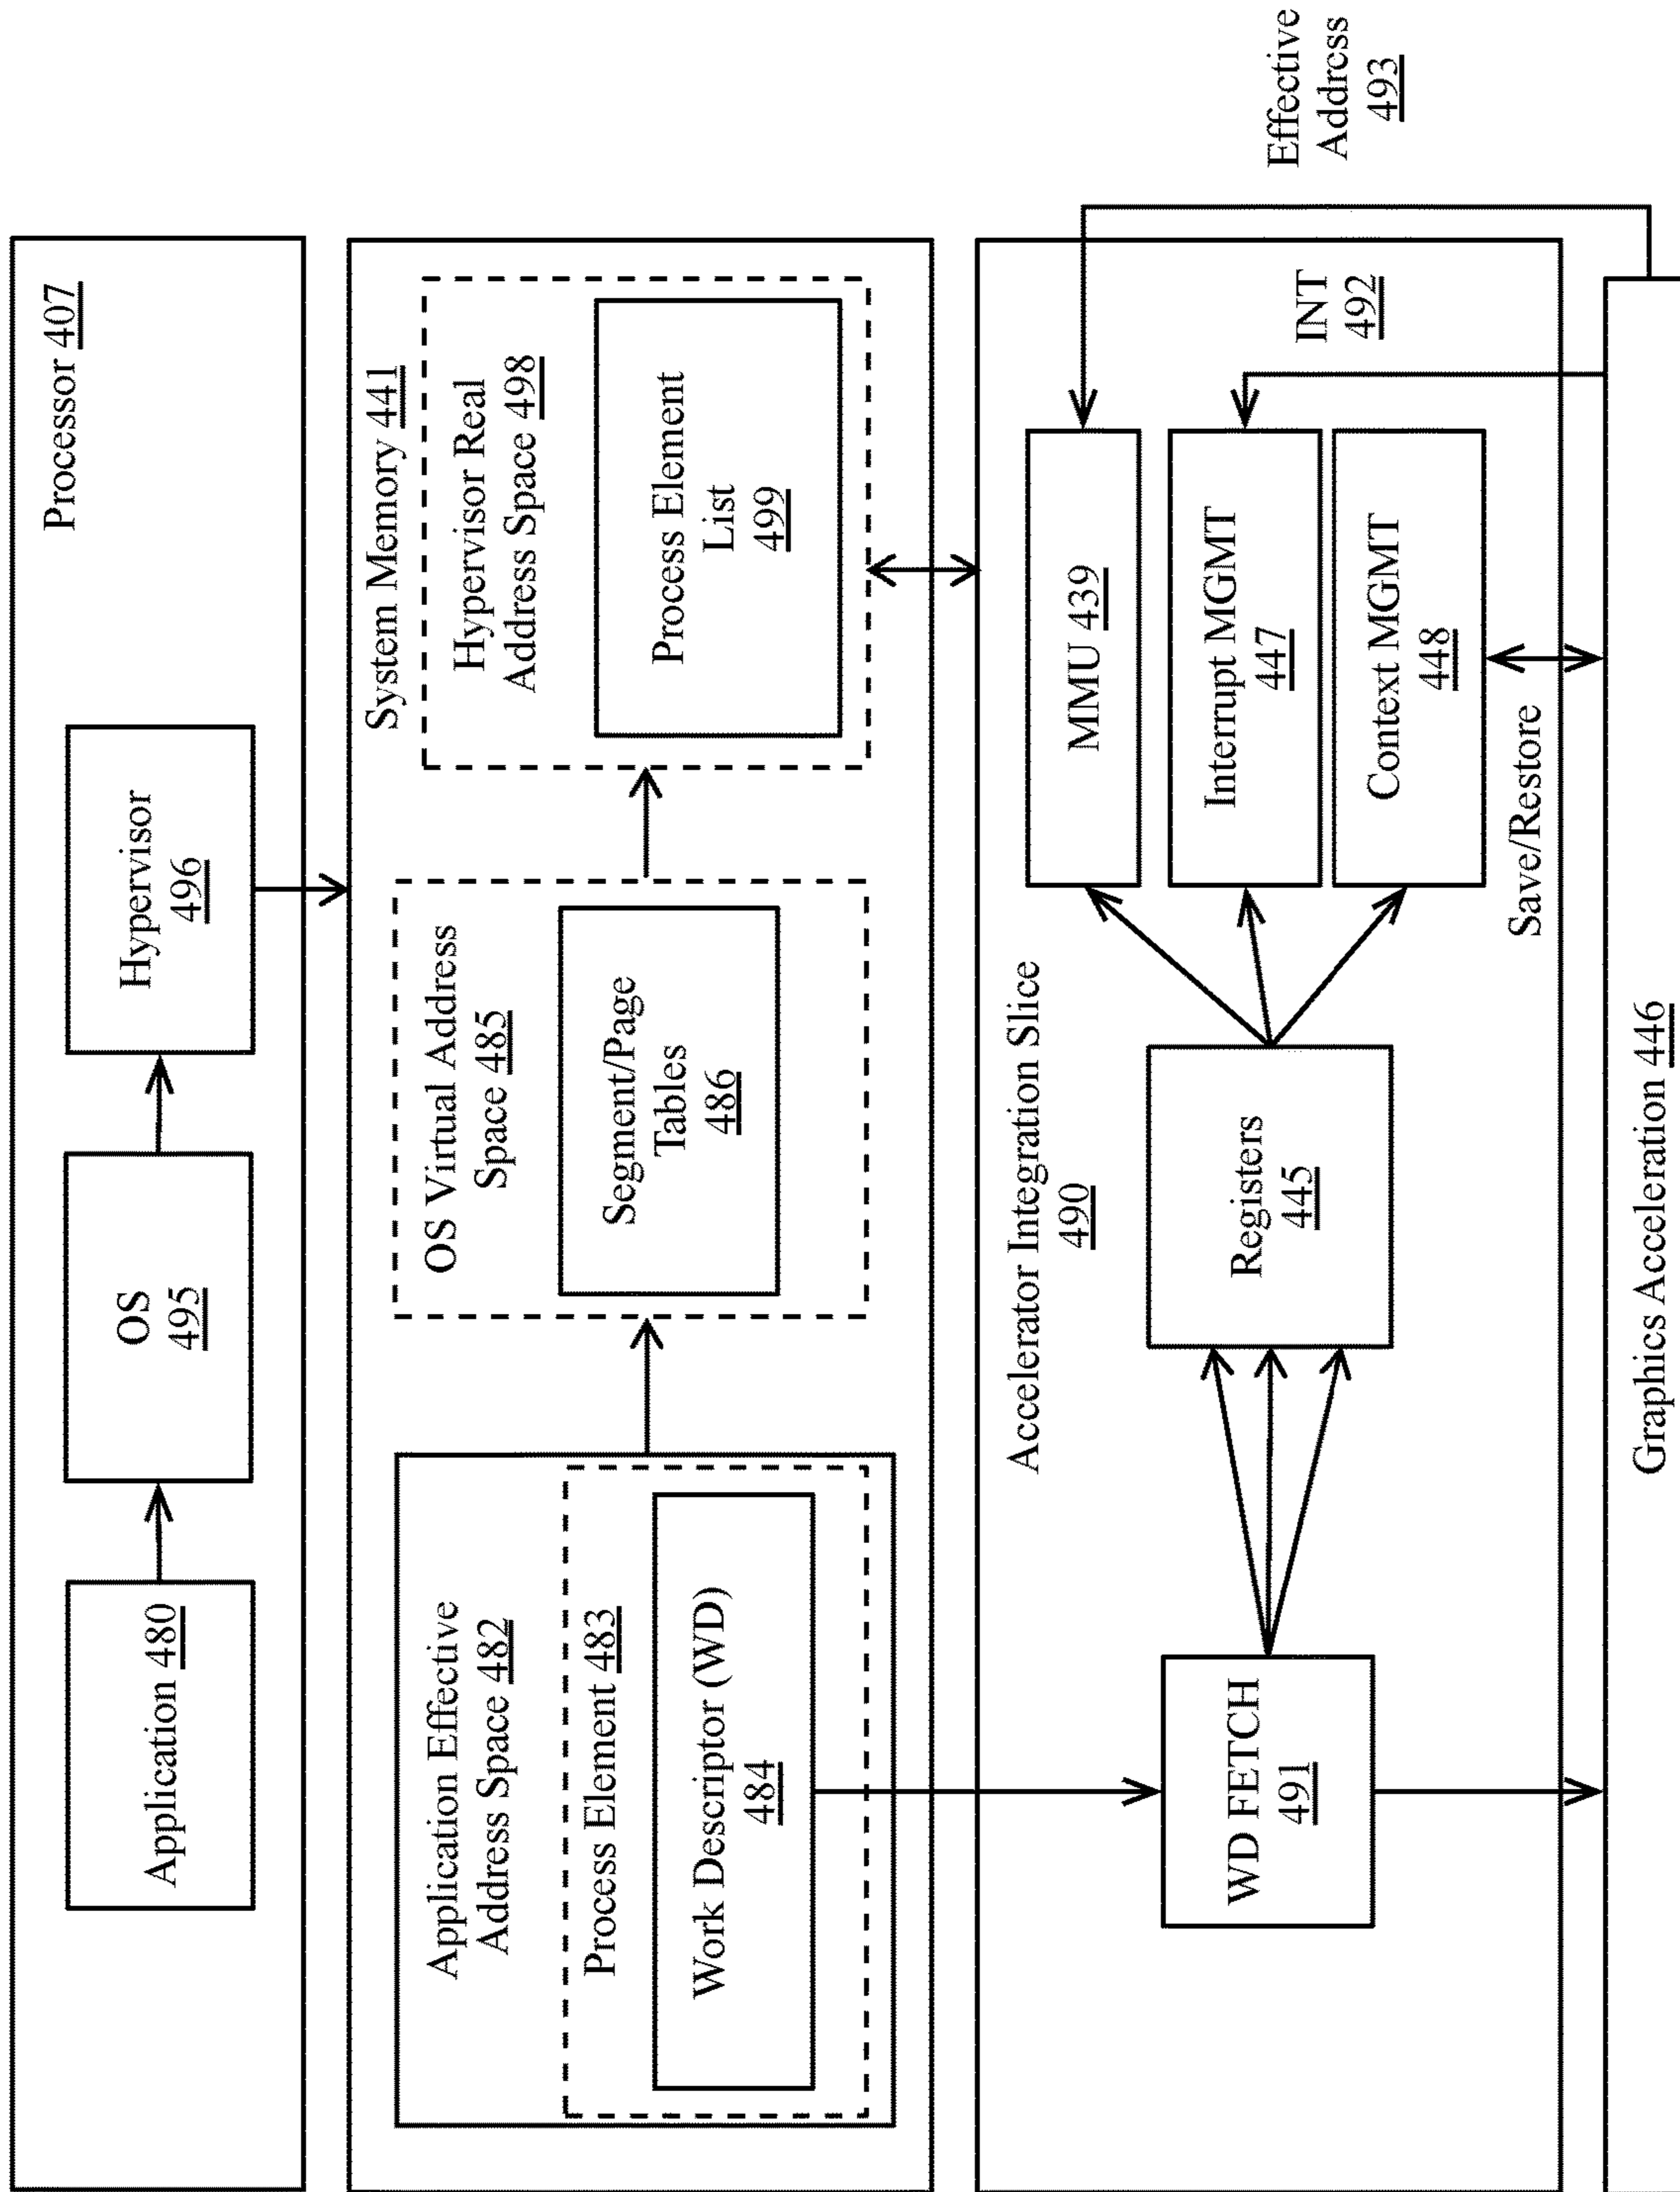 Processor 407
Application 480
OS
495
Hypervisor
496
System Memory 441
Application Effective
Address Space 482
Process Element 483
Work Descriptor (WD)
484
OS Virtual Address
Space 485
Segment/Page
Tables
486
Hypervisor Real
Address Space 498
Process Element
List
499
Accelerator Integration Slice
490
WD FETCH
491
Registers
445
MMU 439
Interrupt MGMT
447
Context MGMT
448
INT
492
Effective
Address
493
Save/Restore
Graphics Acceleration 446